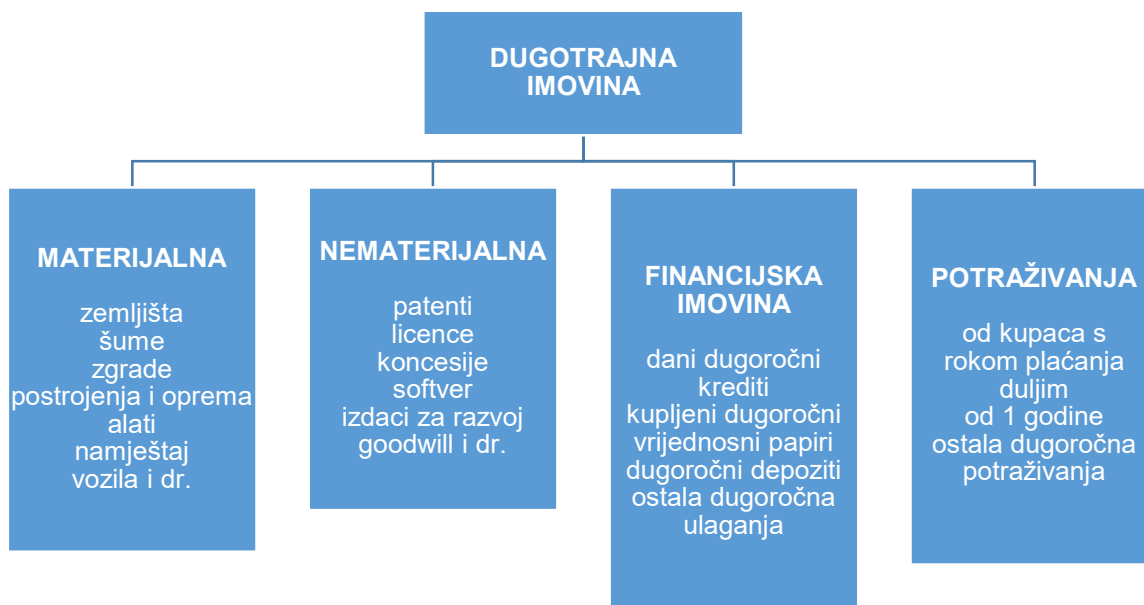 DUGOTRAJNA
IMOVINA
MATERIJALNA
zemljišta
šume
zgrade
postrojenja i oprema
alati
namještaj
vozila i dr.
NEMATERIJALNA
patenti
licence
koncesije
softver
izdaci za razvoj
goodwill i dr.
FINANCIJSKA
IMOVINA
dani dugoročni
krediti
kupljeni dugoročni
vrijednosni papiri
dugoročni depoziti
ostala dugoročna
ulaganja
POTRAŽIVANJA
od kupaca s
rokom plaćanja
duljim
od 1 godine
ostala dugoročna
potraživanja